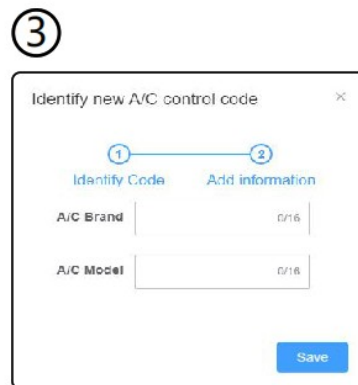 ③
Identify new A/C control code ×
① ②
Identify Code Add information
A/C Brand 0/16
A/C Model 0/16
Save